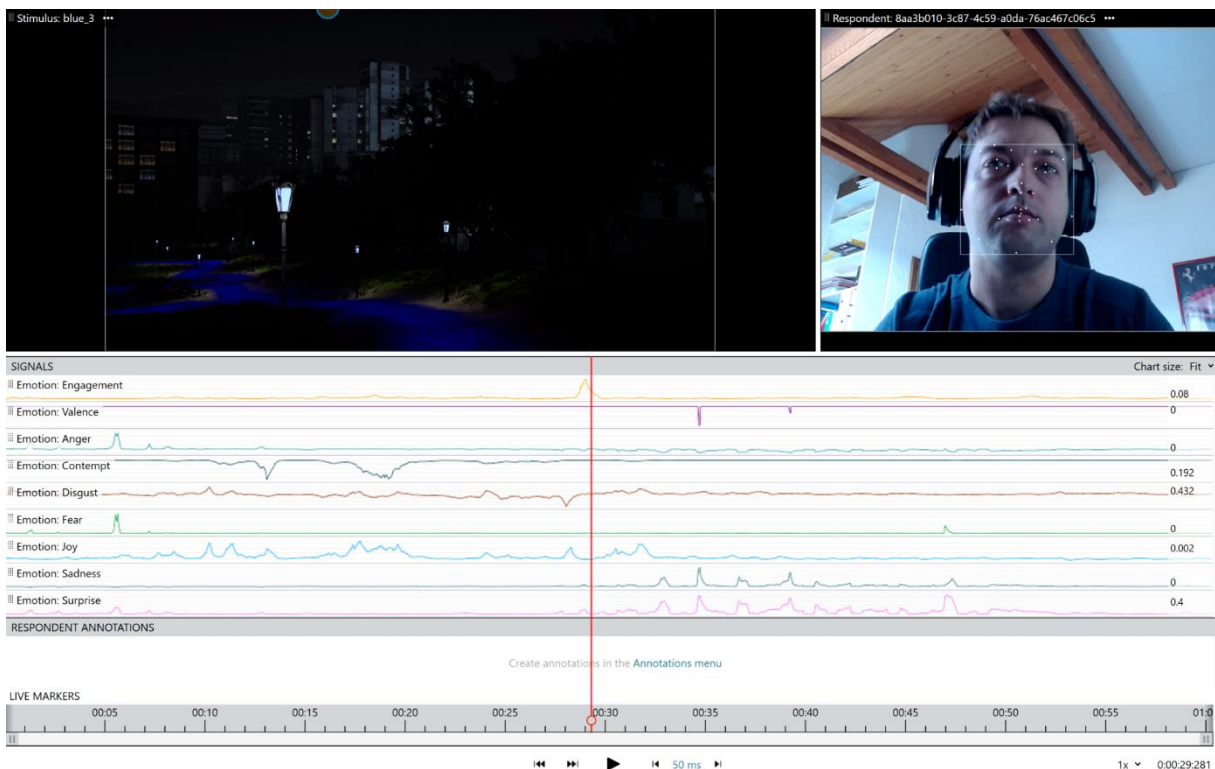 Stimulus: blue_3 •••
Respondent: 8aa3b010-3c87-4c59-a0da-76ac467c06c5 •••
SIGNALS
Chart size: Fit
Emotion: Engagement
0.08
Emotion: Valence
0
Emotion: Anger
0
Emotion: Contempt
0.192
Emotion: Disgust
0.432
Emotion: Fear
0
Emotion: Joy
0.002
Emotion: Sadness
0
Emotion: Surprise
0.4
RESPONDENT ANNOTATIONS
Create annotations in the Annotations menu
LIVE MARKERS
00:05 00:10 00:15 00:20 00:25 00:30 00:35 00:40 00:45 00:50 00:55 01:0
50 ms
1x 0:00:29:281